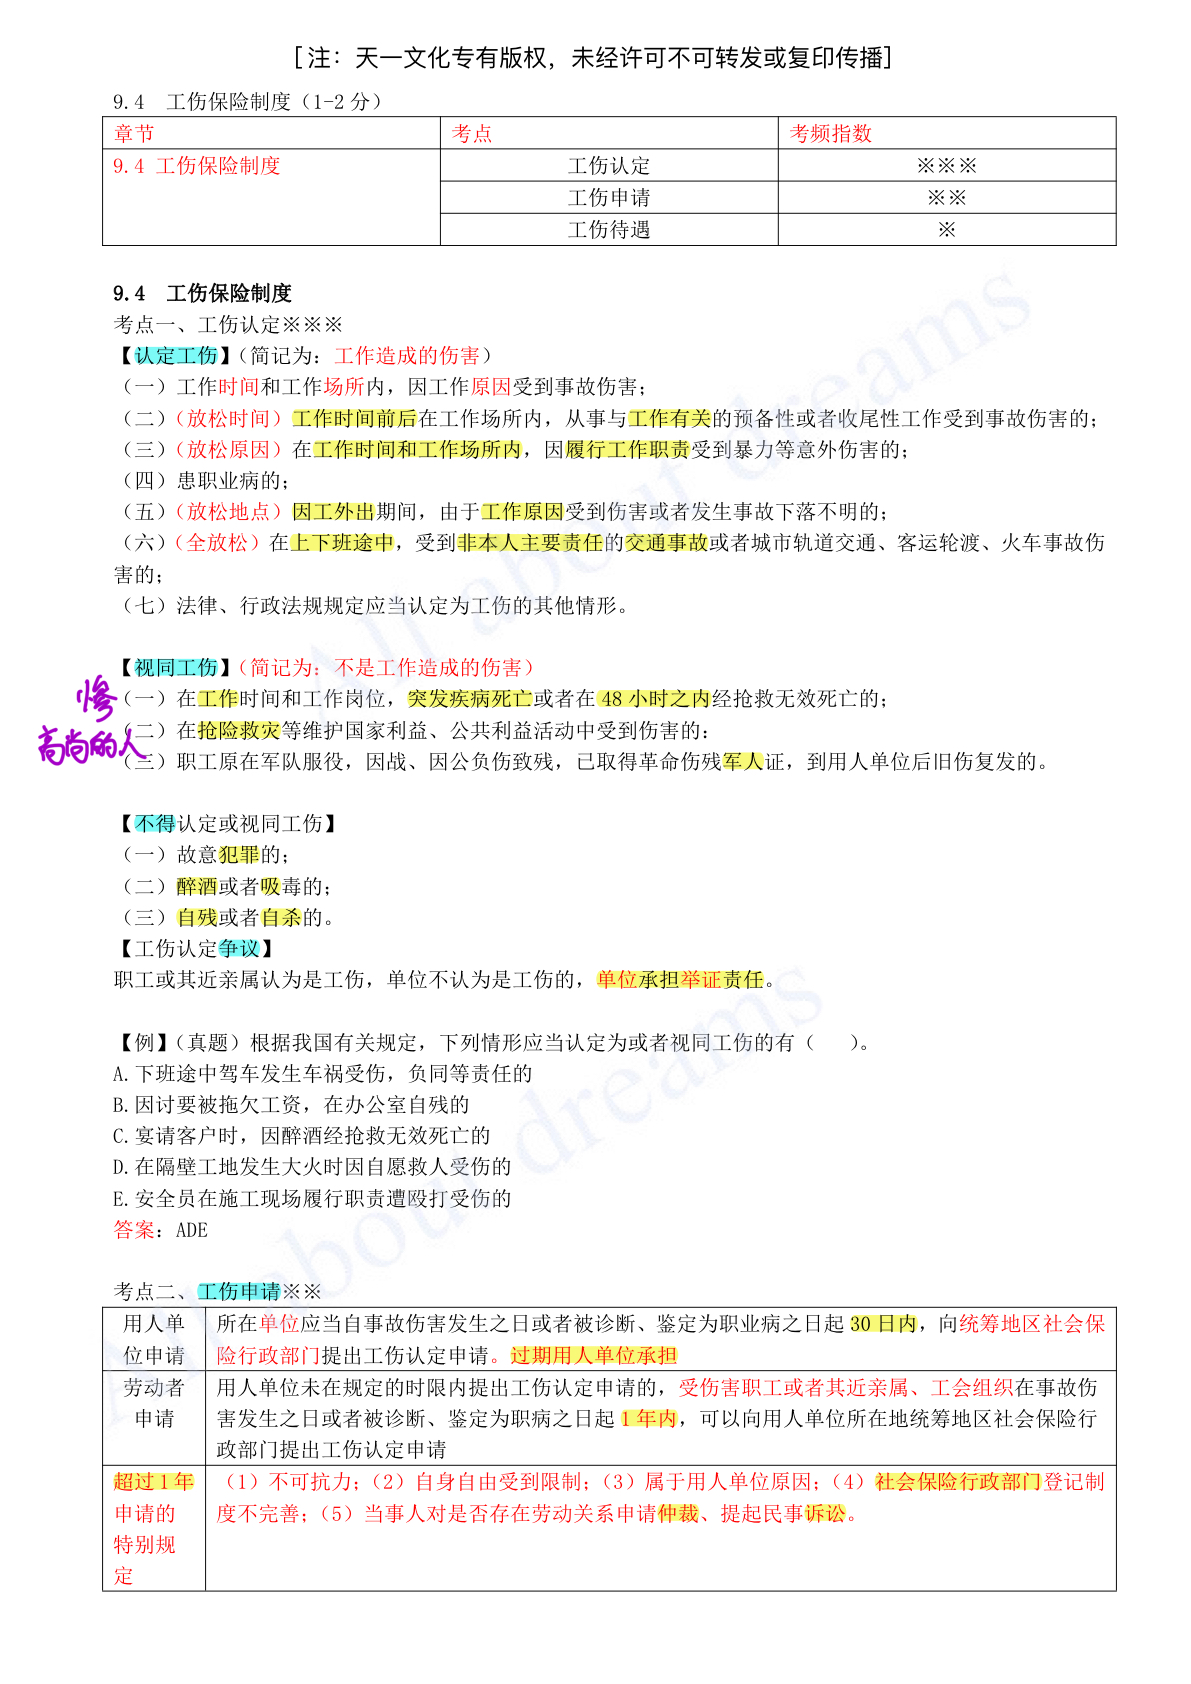 [注：天一文化专有版权，未经许可不可转发或复印传播]
9.4 工伤保险制度（1-2 分）
章节 考点 考频指数
9.4 工伤保险制度 工伤认定 ※※※
工伤申请 ※※
工伤待遇 ※
9.4 工伤保险制度
考点一、工伤认定※※※
【认定工伤】（简记为：工作造成的伤害）
（一）工作时间和工作场所内，因工作原因受到事故伤害；
（二）（放松时间）工作时间前后在工作场所内，从事与工作有关的预备性或者收尾性工作受到事故伤害的；
（三）（放松原因）在工作时间和工作场所内，因履行工作职责受到暴力等意外伤害的；
（四）患职业病的；
（五）（放松地点）因工外出期间，由于工作原因受到伤害或者发生事故下落不明的；
（六）（全放松）在上下班途中，受到非本人主要责任的交通事故或者城市轨道交通、客运轮渡、火车事故伤
害的；
（七）法律、行政法规规定应当认定为工伤的其他情形。
【视同工伤】（简记为：不是工作造成的伤害）
惨
（一）在工作时间和工作岗位，突发疾病死亡或者在 48 小时之内经抢救无效死亡的；
高尚的人
（二）在抢险救灾等维护国家利益、公共利益活动中受到伤害的：
（三）职工原在军队服役，因战、因公负伤致残，已取得革命伤残军人证，到用人单位后旧伤复发的。
【不得认定或视同工伤】
（一）故意犯罪的；
（二）醉酒或者吸毒的；
（三）自残或者自杀的。
【工伤认定争议】
职工或其近亲属认为是工伤，单位不认为是工伤的，单位承担举证责任。
【例】（真题）根据我国有关规定，下列情形应当认定为或者视同工伤的有（ ）。
A.下班途中驾车发生车祸受伤，负同等责任的
B.因讨要被拖欠工资，在办公室自残的
C.宴请客户时，因醉酒经抢救无效死亡的
D.在隔壁工地发生大火时因自愿救人受伤的
E.安全员在施工现场履行职责遭殴打受伤的
答案：ADE
考点二、工伤申请※※
用人单 所在单位应当自事故伤害发生之日或者被诊断、鉴定为职业病之日起 30 日内，向统筹地区社会保
位申请 险行政部门提出工伤认定申请。过期用人单位承担
劳动者 用人单位未在规定的时限内提出工伤认定申请的，受伤害职工或者其近亲属、工会组织在事故伤
申请 害发生之日或者被诊断、鉴定为职病之日起 1 年内，可以向用人单位所在地统筹地区社会保险行
政部门提出工伤认定申请
超过 1 年 （1）不可抗力；（2）自身自由受到限制；（3）属于用人单位原因；（4）社会保险行政部门登记制
申请的 度不完善；（5）当事人对是否存在劳动关系申请仲裁、提起民事诉讼。
特别规
定
All about dreams
All about dreams